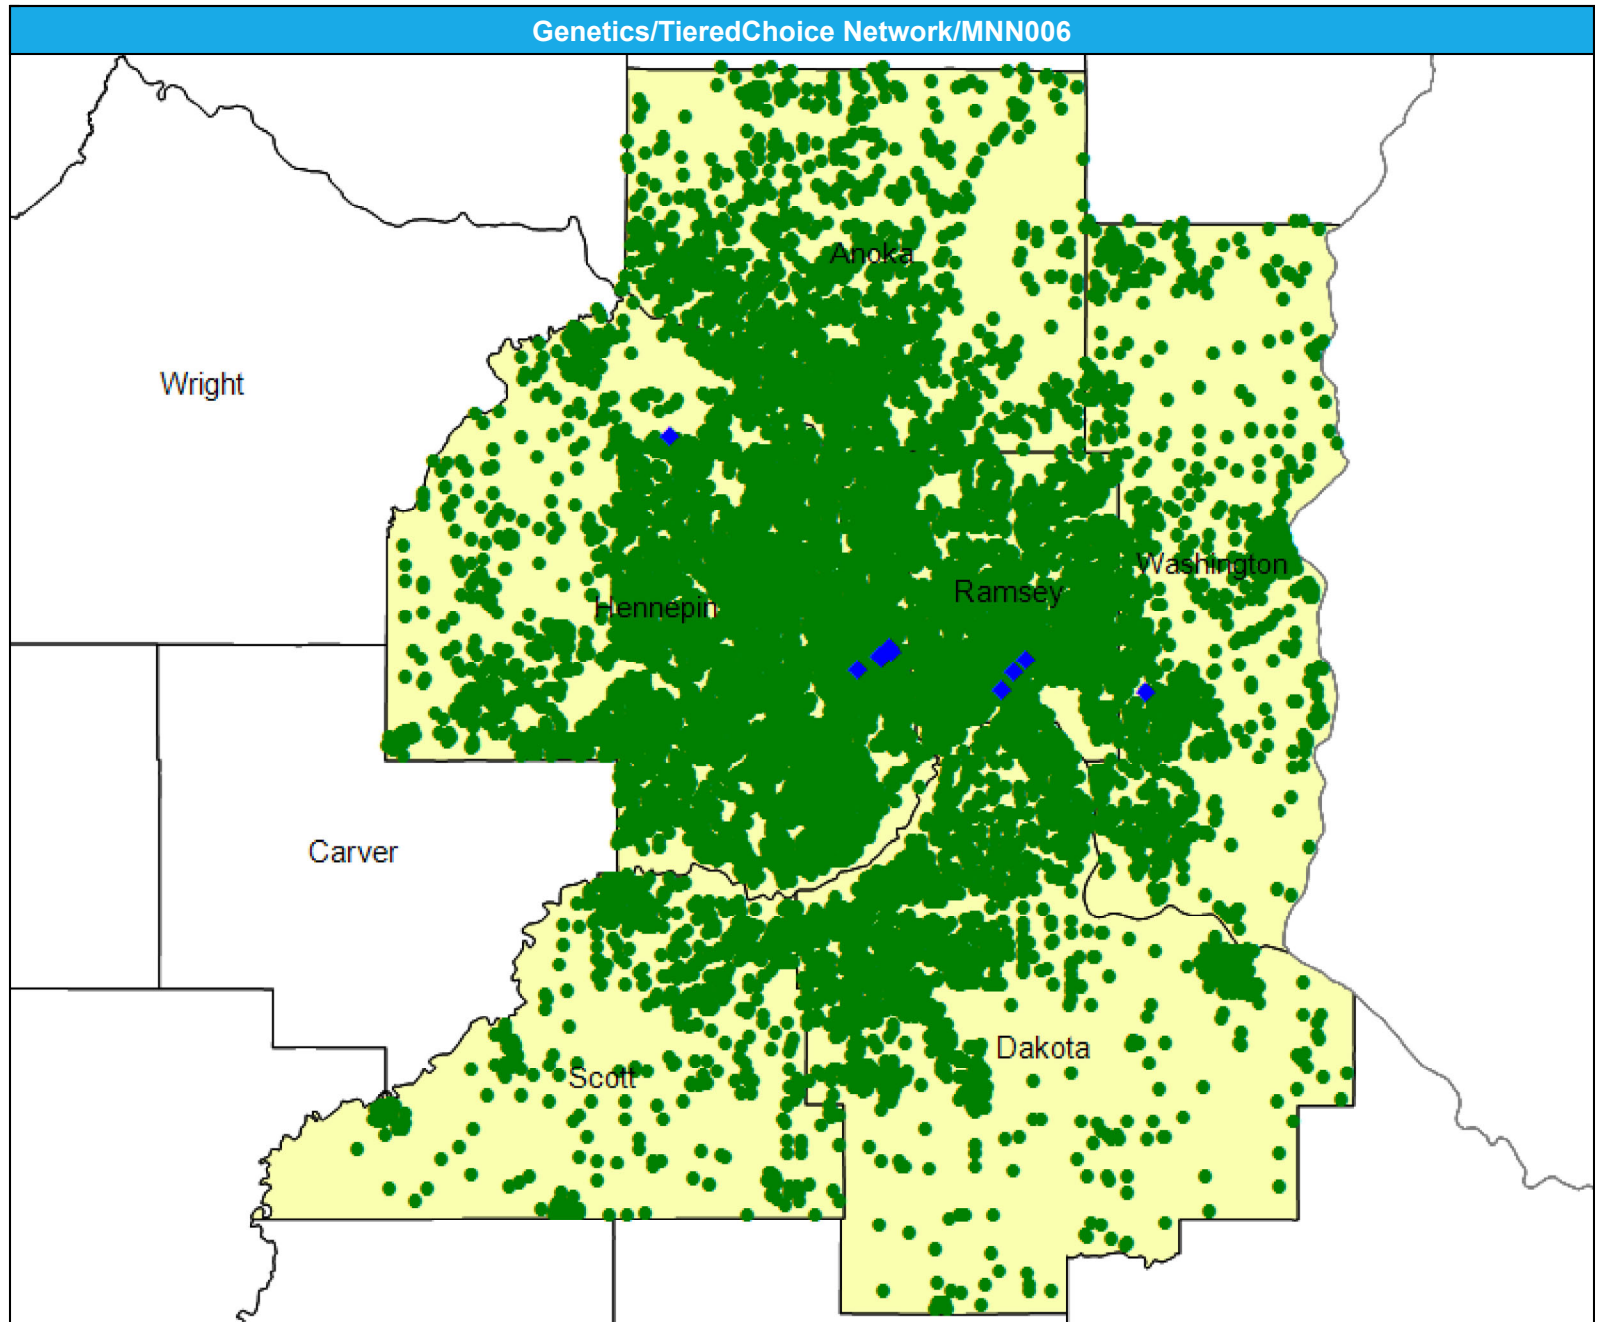 Genetics/TieredChoice Network/MNN006
Anoka
Wright
Washington
Ramsey
Hennepin
Carver
Dakota
Scott